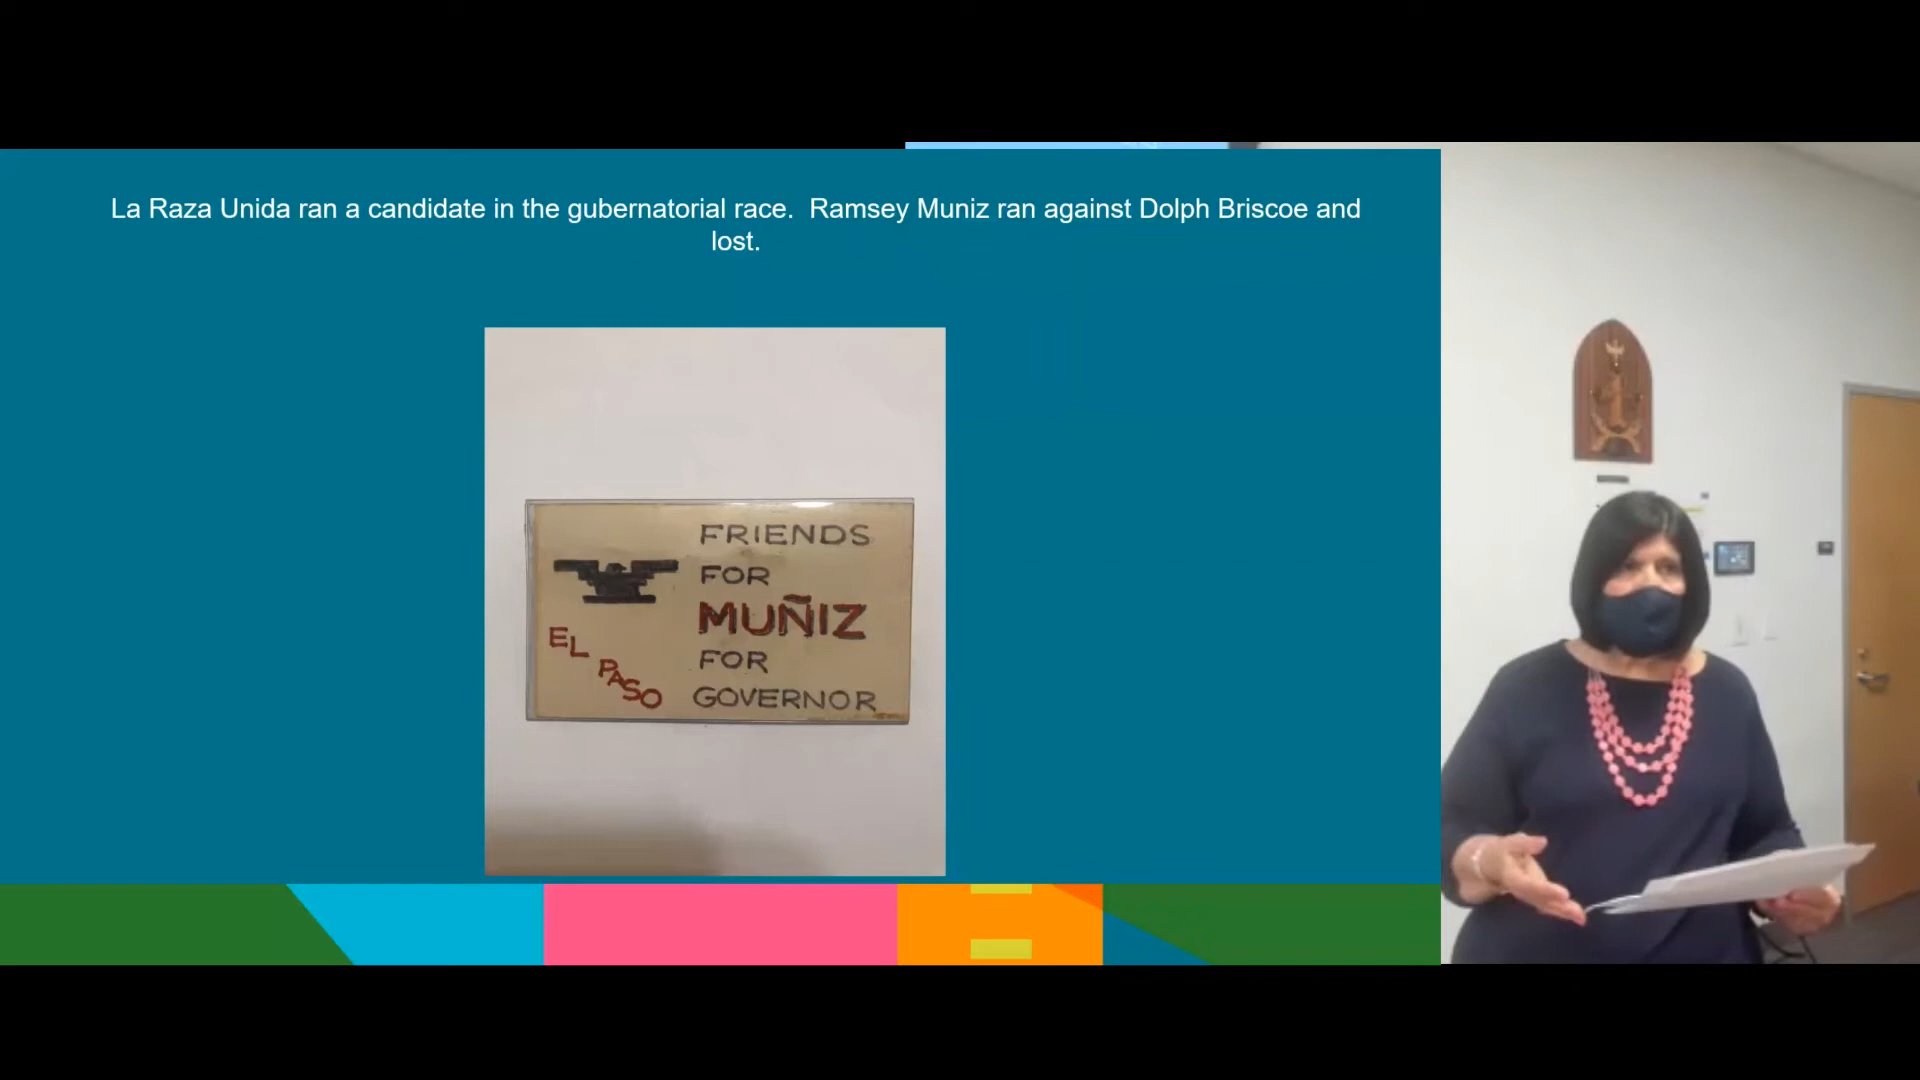 La Raza Unida ran a candidate in the gubernatorial race.  Ramsey Muniz ran against Dolph Briscoe and
lost.
FRIENDS
FOR
MUÑIZ
FOR
GOVERNOR
EL PASO